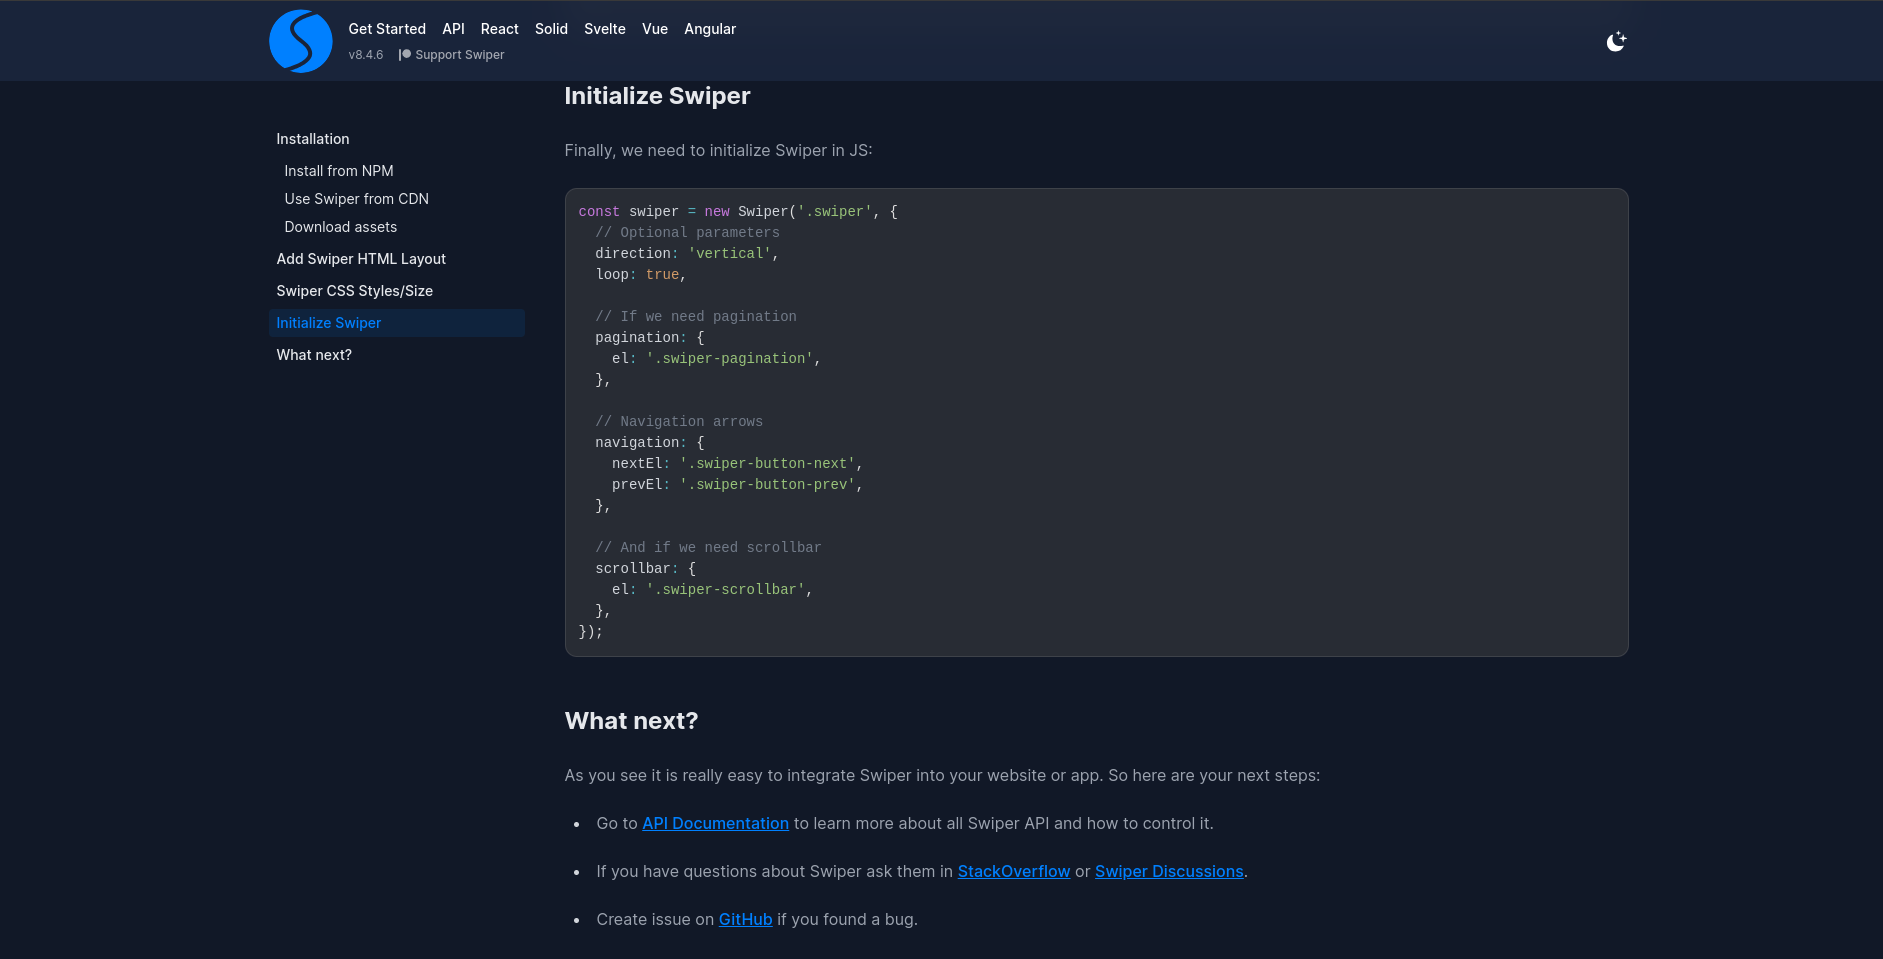 Get Started API React Solid Svelte Vue Angular
v8.4.6 Support Swiper
Installation
Install from NPM
Use Swiper from CDN
Download assets
Add Swiper HTML Layout
Swiper CSS Styles/Size
Initialize Swiper
What next?
Initialize Swiper
Finally, we need to initialize Swiper in JS:
const swiper = new Swiper('.swiper', {
  // Optional parameters
  direction: 'vertical',
  loop: true,

  // If we need pagination
  pagination: {
    el: '.swiper-pagination',
  },

  // Navigation arrows
  navigation: {
    nextEl: '.swiper-button-next',
    prevEl: '.swiper-button-prev',
  },

  // And if we need scrollbar
  scrollbar: {
    el: '.swiper-scrollbar',
  },
});
What next?
As you see it is really easy to integrate Swiper into your website or app. So here are your next steps:
• Go to API Documentation to learn more about all Swiper API and how to control it.
• If you have questions about Swiper ask them in StackOverflow or Swiper Discussions.
• Create issue on GitHub if you found a bug.